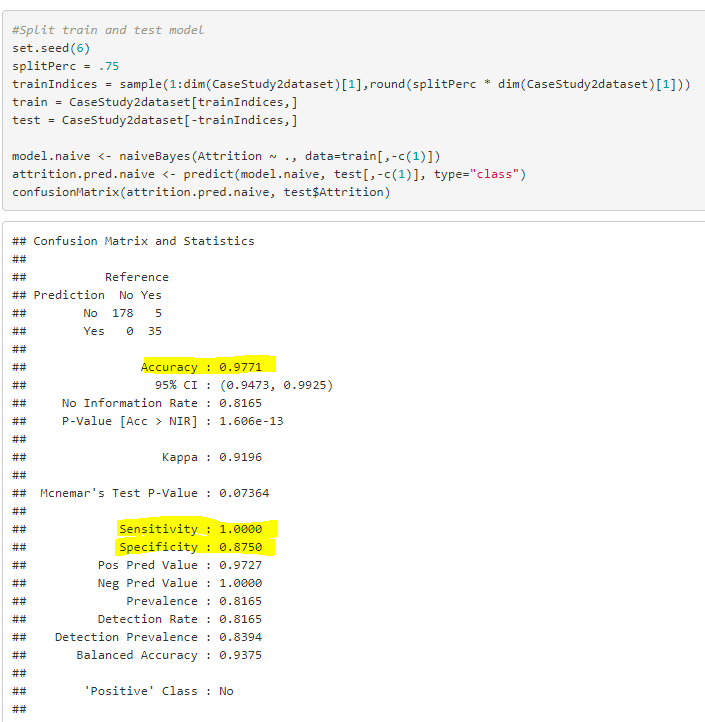 #Split train and test model
set.seed(6)
splitPerc = .75
trainIndices = sample(1:dim(CaseStudy2dataset)[1],round(splitPerc * dim(CaseStudy2dataset)[1]))
train = CaseStudy2dataset[trainIndices,]
test = CaseStudy2dataset[-trainIndices,]

model.naive <- naiveBayes(Attrition ~ ., data=train[,-c(1)])
attrition.pred.naive <- predict(model.naive, test[,-c(1)], type="class")
confusionMatrix(attrition.pred.naive, test$Attrition)

## Confusion Matrix and Statistics
##
##           Reference
## Prediction  No Yes
##        No  178   5
##        Yes   0  35
##
##                Accuracy : 0.9771
##                  95% CI : (0.9473, 0.9925)
##     No Information Rate : 0.8165
##     P-Value [Acc > NIR] : 1.606e-13
##
##                   Kappa : 0.9196
##
##  Mcnemar's Test P-Value : 0.07364
##
##             Sensitivity : 1.0000
##             Specificity : 0.8750
##          Pos Pred Value : 0.9727
##          Neg Pred Value : 1.0000
##              Prevalence : 0.8165
##          Detection Rate : 0.8165
##    Detection Prevalence : 0.8394
##       Balanced Accuracy : 0.9375
##
##        'Positive' Class : No
##